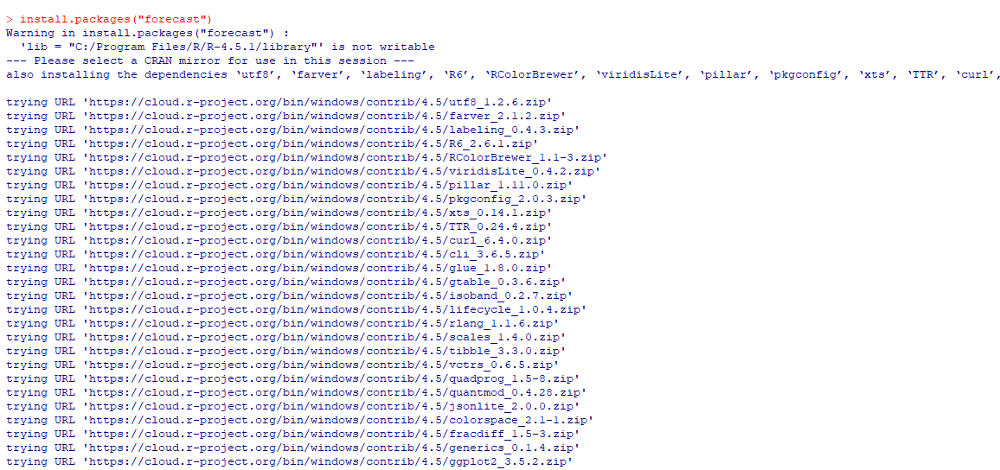 > install.packages("forecast")
Warning in install.packages("forecast") :
  'lib = "C:/Program Files/R/R-4.5.1/library"' is not writable
--- Please select a CRAN mirror for use in this session ---
also installing the dependencies ‘utf8’, ‘farver’, ‘labeling’, ‘R6’, ‘RColorBrewer’, ‘viridisLite’, ‘pillar’, ‘pkgconfig’, ‘xts’, ‘TTR’, ‘curl’,
trying URL 'https://cloud.r-project.org/bin/windows/contrib/4.5/utf8_1.2.6.zip'
trying URL 'https://cloud.r-project.org/bin/windows/contrib/4.5/farver_2.1.2.zip'
trying URL 'https://cloud.r-project.org/bin/windows/contrib/4.5/labeling_0.4.3.zip'
trying URL 'https://cloud.r-project.org/bin/windows/contrib/4.5/R6_2.6.1.zip'
trying URL 'https://cloud.r-project.org/bin/windows/contrib/4.5/RColorBrewer_1.1-3.zip'
trying URL 'https://cloud.r-project.org/bin/windows/contrib/4.5/viridisLite_0.4.2.zip'
trying URL 'https://cloud.r-project.org/bin/windows/contrib/4.5/pillar_1.11.0.zip'
trying URL 'https://cloud.r-project.org/bin/windows/contrib/4.5/pkgconfig_2.0.3.zip'
trying URL 'https://cloud.r-project.org/bin/windows/contrib/4.5/xts_0.14.1.zip'
trying URL 'https://cloud.r-project.org/bin/windows/contrib/4.5/TTR_0.24.4.zip'
trying URL 'https://cloud.r-project.org/bin/windows/contrib/4.5/curl_6.4.0.zip'
trying URL 'https://cloud.r-project.org/bin/windows/contrib/4.5/cli_3.6.5.zip'
trying URL 'https://cloud.r-project.org/bin/windows/contrib/4.5/glue_1.8.0.zip'
trying URL 'https://cloud.r-project.org/bin/windows/contrib/4.5/gtable_0.3.6.zip'
trying URL 'https://cloud.r-project.org/bin/windows/contrib/4.5/isoband_0.2.7.zip'
trying URL 'https://cloud.r-project.org/bin/windows/contrib/4.5/lifecycle_1.0.4.zip'
trying URL 'https://cloud.r-project.org/bin/windows/contrib/4.5/rlang_1.1.6.zip'
trying URL 'https://cloud.r-project.org/bin/windows/contrib/4.5/scales_1.4.0.zip'
trying URL 'https://cloud.r-project.org/bin/windows/contrib/4.5/tibble_3.3.0.zip'
trying URL 'https://cloud.r-project.org/bin/windows/contrib/4.5/vctrs_0.6.5.zip'
trying URL 'https://cloud.r-project.org/bin/windows/contrib/4.5/quadprog_1.5-8.zip'
trying URL 'https://cloud.r-project.org/bin/windows/contrib/4.5/quantmod_0.4.28.zip'
trying URL 'https://cloud.r-project.org/bin/windows/contrib/4.5/jsonlite_2.0.0.zip'
trying URL 'https://cloud.r-project.org/bin/windows/contrib/4.5/colorspace_2.1-1.zip'
trying URL 'https://cloud.r-project.org/bin/windows/contrib/4.5/fracdiff_1.5-3.zip'
trying URL 'https://cloud.r-project.org/bin/windows/contrib/4.5/generics_0.1.4.zip'
trying URL 'https://cloud.r-project.org/bin/windows/contrib/4.5/ggplot2_3.5.2.zip'